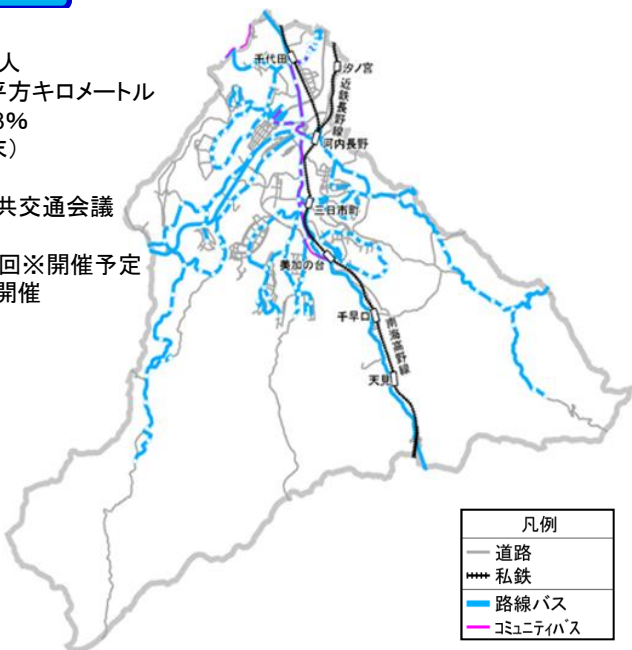 人
平方キロメートル
3%
末）
共交通会議
回※開催予定
開催
千代田
汐ノ宮
近鉄長野線
河内長野
三日市町
美加の台
千早口
南海高野線
天見
凡例
道路
私鉄
路線バス
コミュニティバス